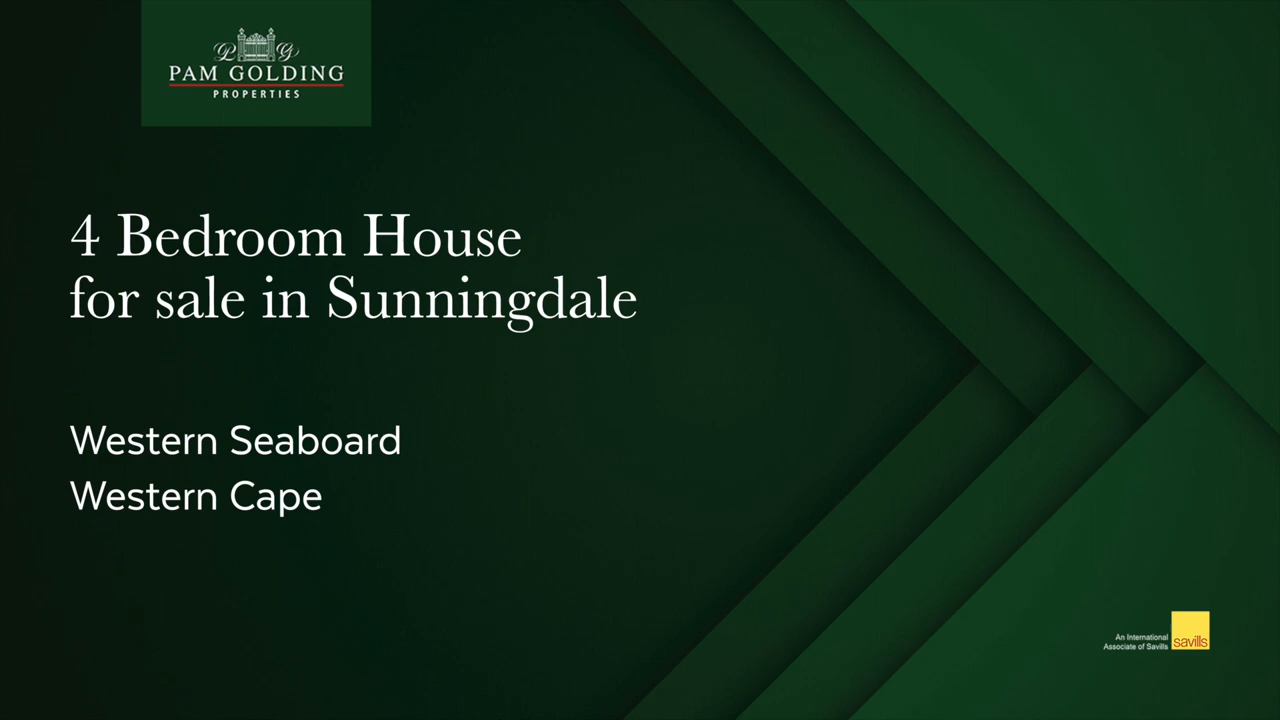 P G
PAM GOLDING
PROPERTIES
4 Bedroom House
for sale in Sunningdale
Western Seaboard
Western Cape
An International
Associate of Savills
savills